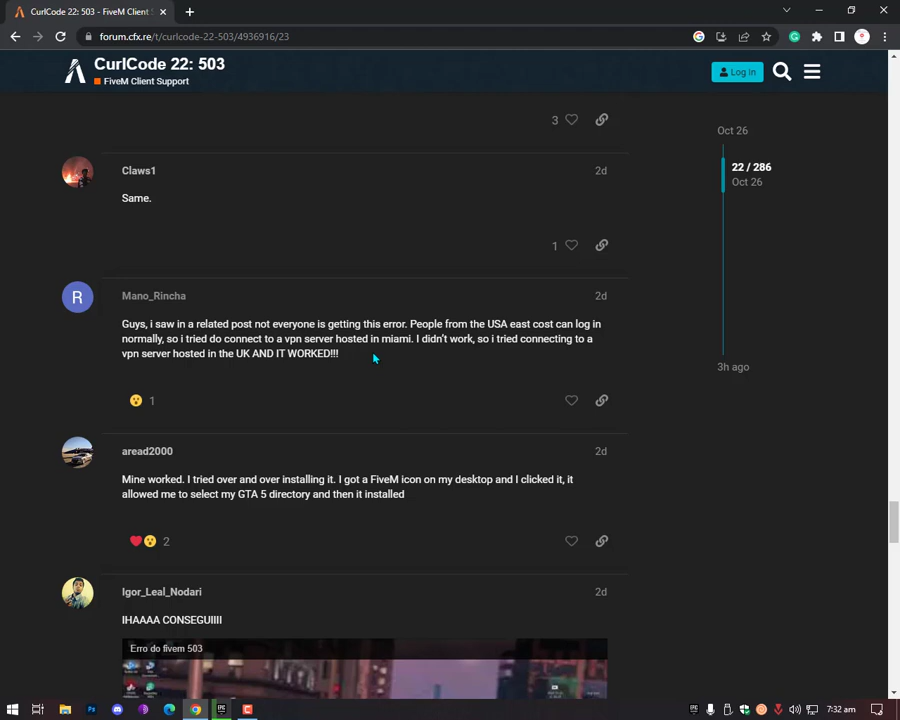 CurlCode 22: 503 - FiveM Client S
forum.cfx.re/t/curlcode-22-503/4936916/23
CurlCode 22: 503
FiveM Client Support
Log in
3
Oct 26
Claws1
2d
22 / 286
Oct 26
Same.
1
R
Mano_Rincha
2d
Guys, i saw in a related post not everyone is getting this error. People from the USA east cost can log in
normally, so i tried do connect to a vpn server hosted in miami. I didn't work, so i tried connecting to a
vpn server hosted in the UK AND IT WORKED!!!
3h ago
1
aread2000
2d
Mine worked. I tried over and over installing it. I got a FiveM icon on my desktop and I clicked it, it
allowed me to select my GTA 5 directory and then it installed
2
Igor_Leal_Nodari
2d
IHAAAA CONSEGUIIII
Erro do fivem 503
7:32 am